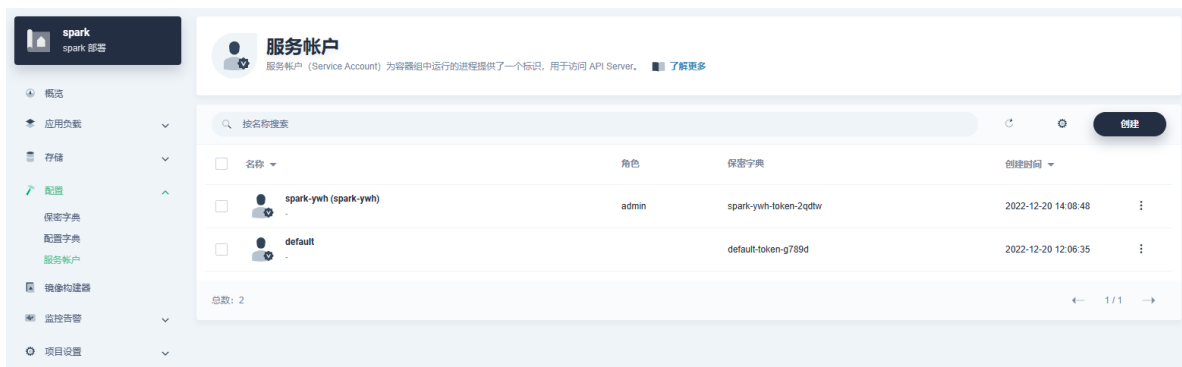 spark
spark 部署
概览
应用负载
存储
配置
保密字典
配置字典
服务帐户
镜像构建器
监控告警
项目设置
服务帐户
服务帐户（Service Account）为容器组中运行的进程提供了一个标识，用于访问 API Server。 了解更多
按名称搜索 创建
名称 角色 保密字典 创建时间
spark-ywh (spark-ywh) admin spark-ywh-token-2qdtw 2022-12-20 14:08:48
-
default default-token-g789d 2022-12-20 12:06:35
-
总数：2 1 / 1